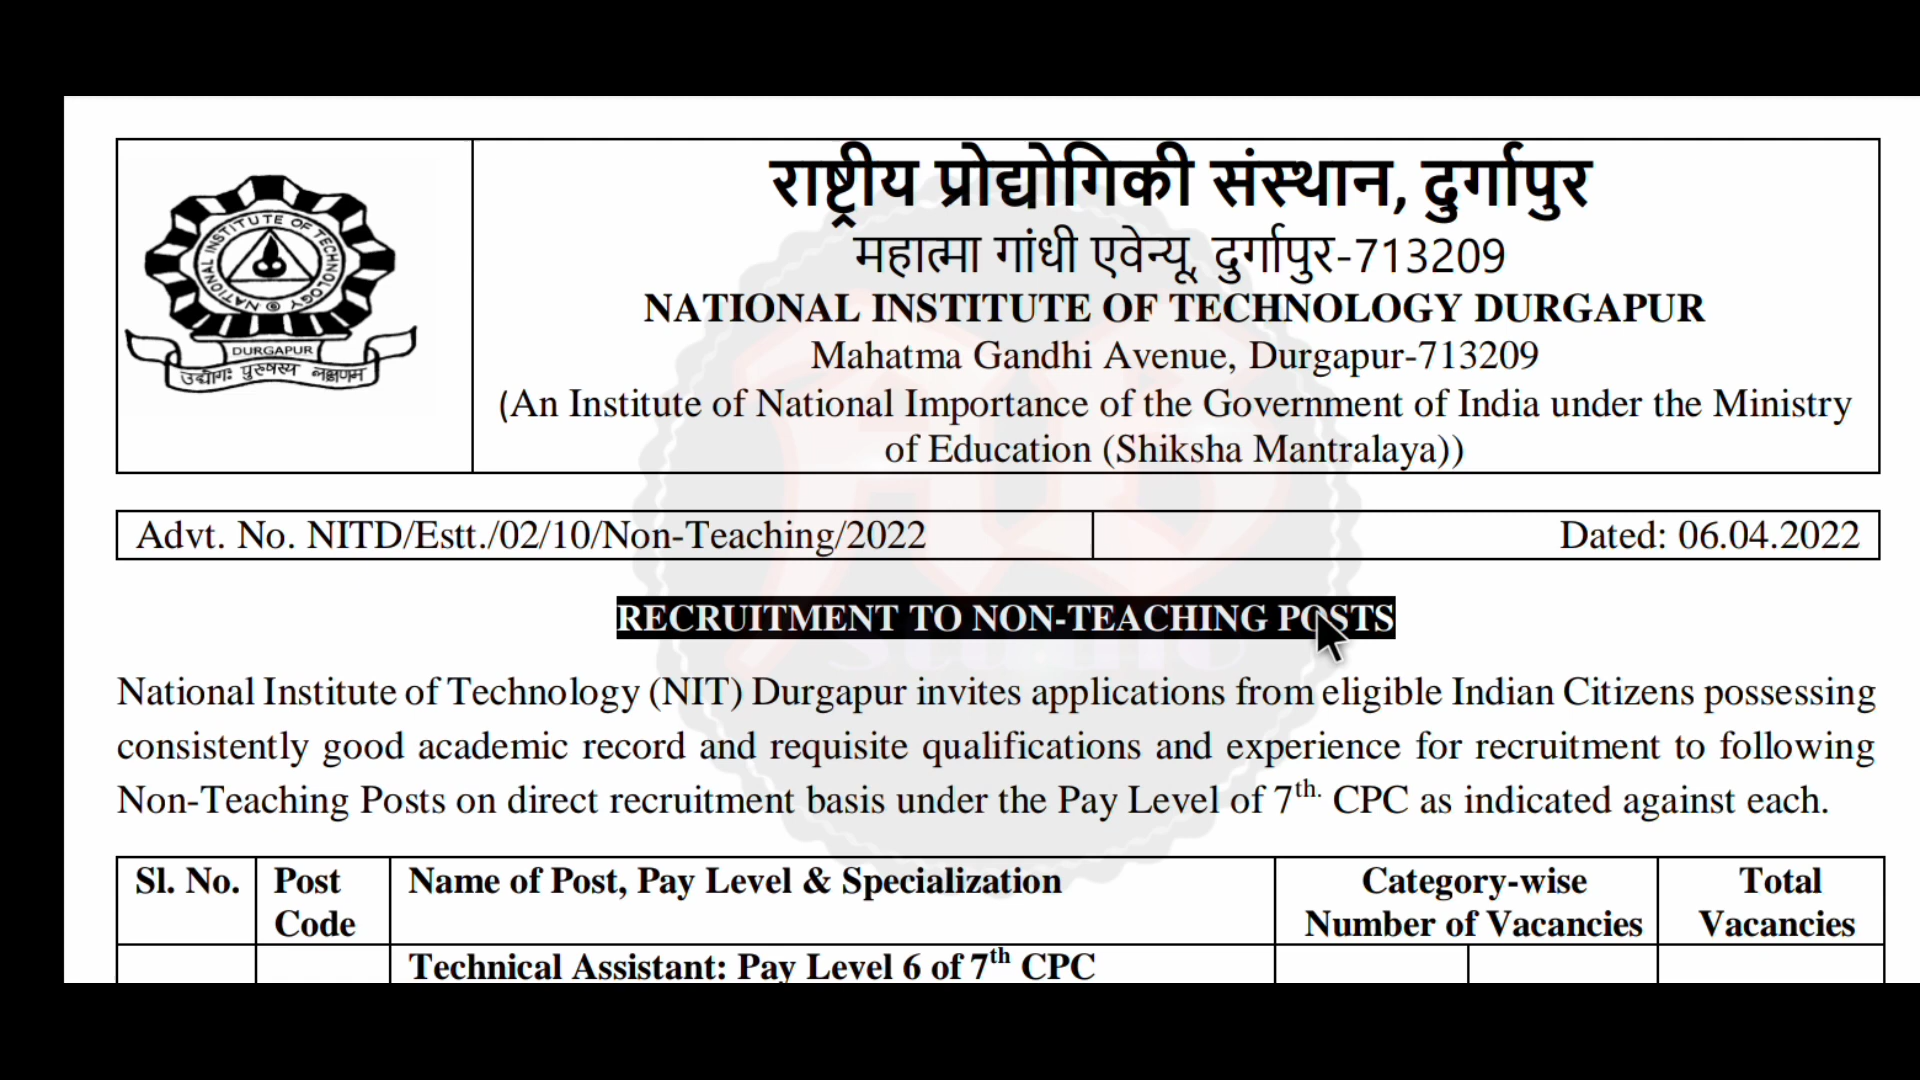 राष्ट्रीय प्रोद्योगिकी संस्थान, दुर्गापुर
महात्मा गांधी एवेन्यू, दुर्गापुर-713209
NATIONAL INSTITUTE OF TECHNOLOGY DURGAPUR
Mahatma Gandhi Avenue, Durgapur-713209
(An Institute of National Importance of the Government of India under the Ministry
of Education (Shiksha Mantralaya))
NATIONAL INSTITUTE OF TECHNOLOGY
DURGAPUR
Advt. No. NITD/Estt./02/10/Non-Teaching/2022 Dated: 06.04.2022
RECRUITMENT TO NON-TEACHING POSTS
National Institute of Technology (NIT) Durgapur invites applications from eligible Indian Citizens possessing
consistently good academic record and requisite qualifications and experience for recruitment to following
Non-Teaching Posts on direct recruitment basis under the Pay Level of 7th. CPC as indicated against each.
Sl. No. Post Name of Post, Pay Level & Specialization Category-wise Total
Code Number of Vacancies Vacancies
Technical Assistant: Pay Level 6 of 7th CPC